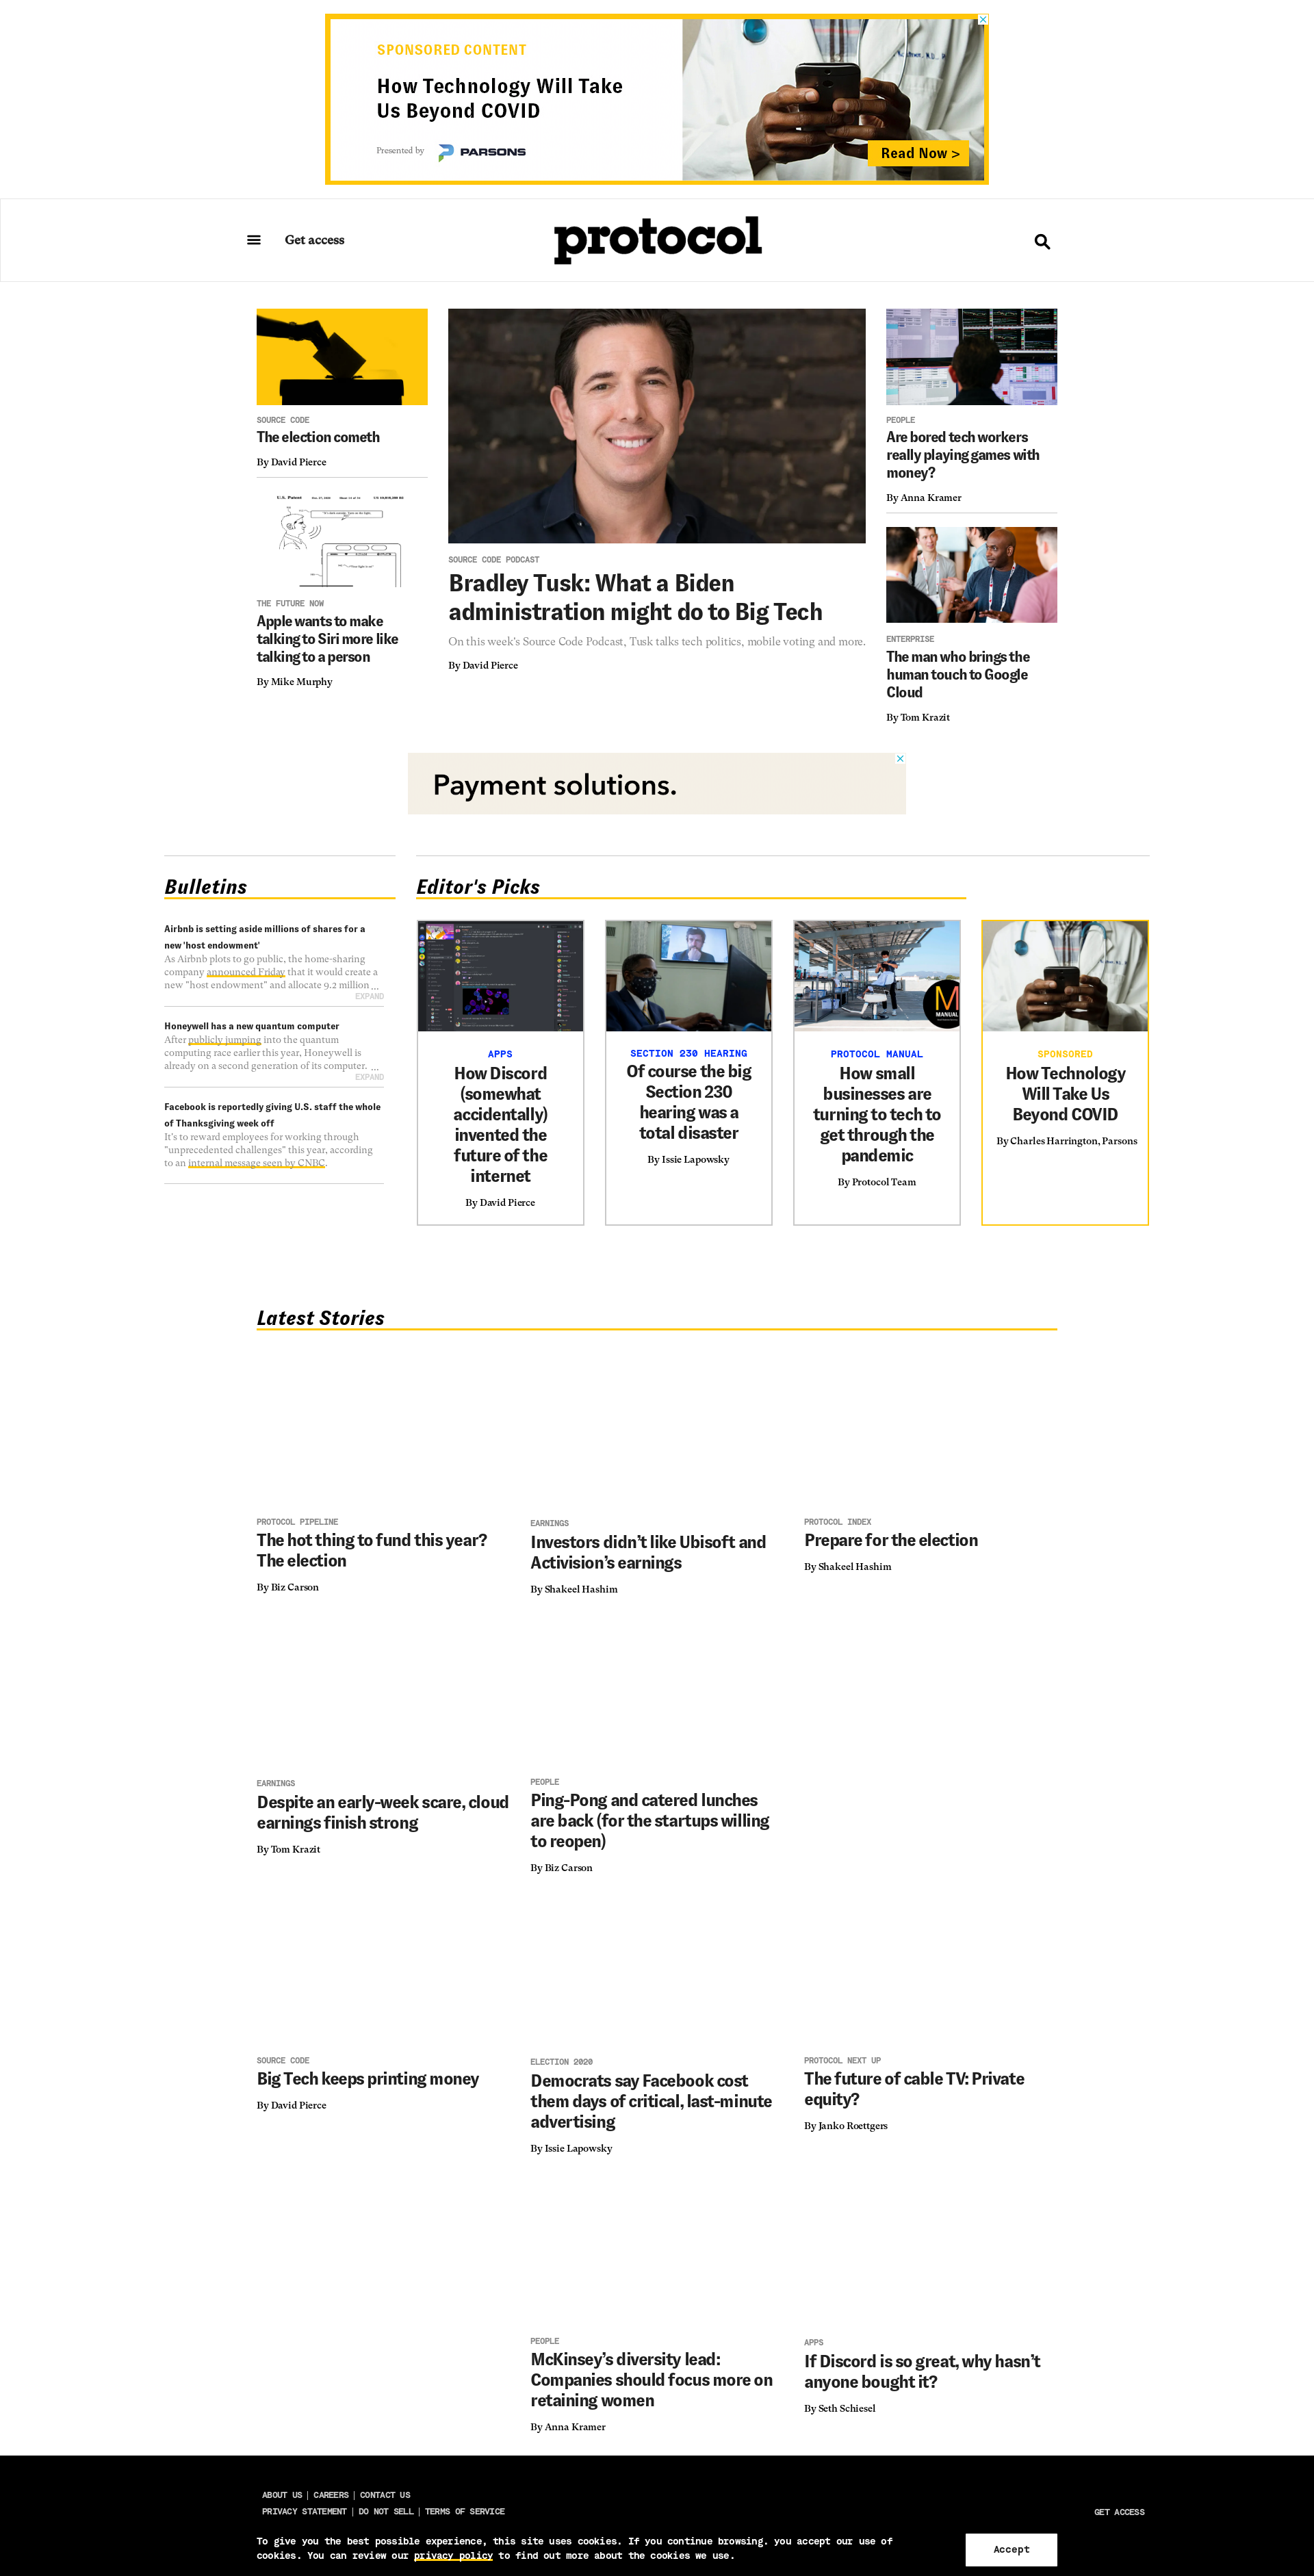 SPONSORED CONTENT
How Technology Will Take
Us Beyond COVID
Presented by
PARSONS
Read Now >
Get access
protocol
SOURCE CODE
The election cometh
By David Pierce
U.S. Patent
THE FUTURE NOW
Apple wants to make
talking to Siri more like
talking to a person
By Mike Murphy
SOURCE CODE PODCAST
Bradley Tusk: What a Biden
administration might do to Big Tech
On this week's Source Code Podcast, Tusk talks tech politics, mobile voting and more.
By David Pierce
PEOPLE
Are bored tech workers
really playing games with
money?
By Anna Kramer
ENTERPRISE
The man who brings the
human touch to Google
Cloud
By Tom Krazit
Payment solutions.
Bulletins
Airbnb is setting aside millions of shares for a
new 'host endowment'
As Airbnb plots to go public, the home-sharing
company announced Friday that it would create a
new "host endowment" and allocate 9.2 million ...
EXPAND
Honeywell has a new quantum computer
After publicly jumping into the quantum
computing race earlier this year, Honeywell is
already on a second generation of its computer. ...
EXPAND
Facebook is reportedly giving U.S. staff the whole
of Thanksgiving week off
It's to reward employees for working through
"unprecedented challenges" this year, according
to an internal message seen by CNBC.
Editor's Picks
APPS
How Discord
(somewhat
accidentally)
invented the
future of the
internet
By David Pierce
SECTION 230 HEARING
Of course the big
Section 230
hearing was a
total disaster
By Issie Lapowsky
M
MANUAL
PROTOCOL MANUAL
How small
businesses are
turning to tech to
get through the
pandemic
By Protocol Team
SPONSORED
How Technology
Will Take Us
Beyond COVID
By Charles Harrington, Parsons
Latest Stories
PROTOCOL PIPELINE
The hot thing to fund this year?
The election
By Biz Carson
EARNINGS
Investors didn’t like Ubisoft and
Activision’s earnings
By Shakeel Hashim
PROTOCOL INDEX
Prepare for the election
By Shakeel Hashim
EARNINGS
Despite an early-week scare, cloud
earnings finish strong
By Tom Krazit
PEOPLE
Ping-Pong and catered lunches
are back (for the startups willing
to reopen)
By Biz Carson
SOURCE CODE
Big Tech keeps printing money
By David Pierce
ELECTION 2020
Democrats say Facebook cost
them days of critical, last-minute
advertising
By Issie Lapowsky
PROTOCOL NEXT UP
The future of cable TV: Private
equity?
By Janko Roettgers
PEOPLE
McKinsey’s diversity lead:
Companies should focus more on
retaining women
By Anna Kramer
APPS
If Discord is so great, why hasn’t
anyone bought it?
By Seth Schiesel
ABOUT US | CAREERS | CONTACT US
PRIVACY STATEMENT | DO NOT SELL | TERMS OF SERVICE
GET ACCESS
To give you the best possible experience, this site uses cookies. If you continue browsing. you accept our use of
cookies. You can review our privacy policy to find out more about the cookies we use.
Accept